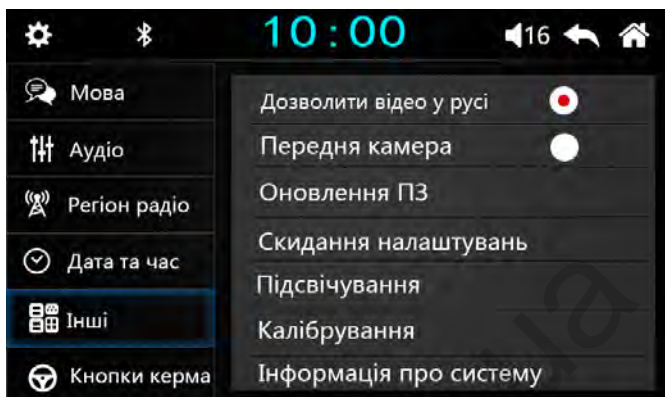 10:00
16
Мова
Аудіо
Регіон радіо
Дата та час
Інші
Кнопки керма
Дозволити відео у русі
Передня камера
Оновлення ПЗ
Скидання налаштувань
Підсвічування
Калібрування
Інформація про систему